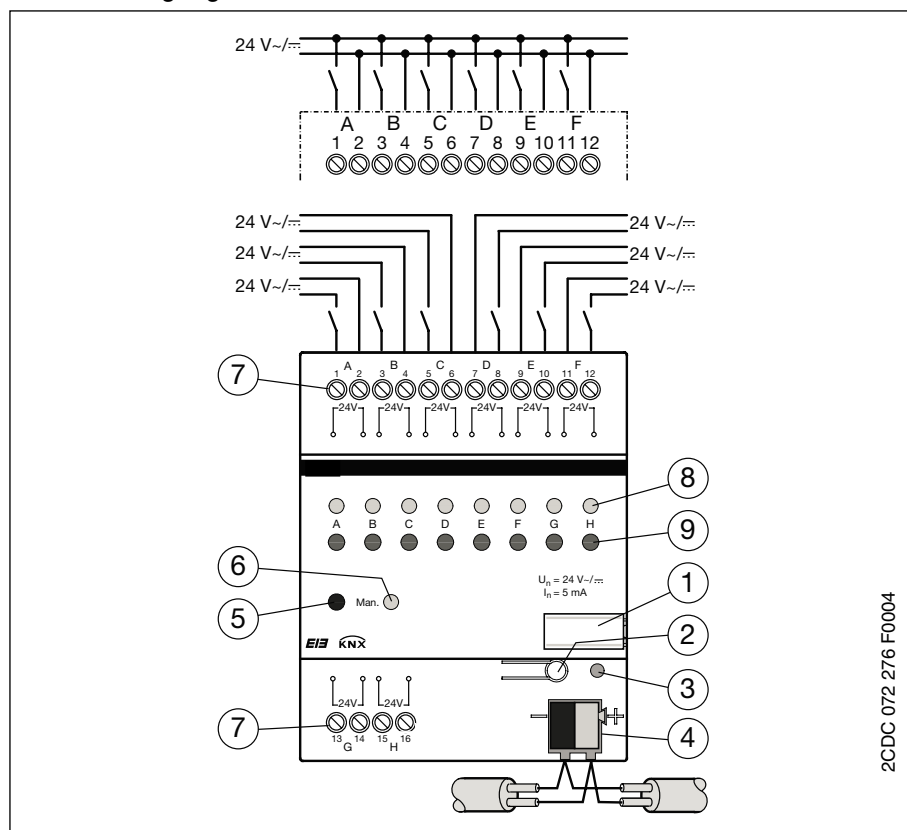 24 V~/⎓
A B C D E F
1 2 3 4 5 6 7 8 9 10 11 12
24 V~/⎓ 24 V~/⎓
24 V~/⎓ 24 V~/⎓
24 V~/⎓ 24 V~/⎓
A B C D E F
7
1 2 3 4 5 6 7 8 9 10 11 12
24V 24V 24V 24V 24V 24V
8
A B C D E F G H
9
6
Un = 24 V~/⎓
In = 5 mA
1
5
Man.
2
EIB KNX
3
24V 24V
7
4
13 14 15 16
G H
2CDC 072 276 F0004